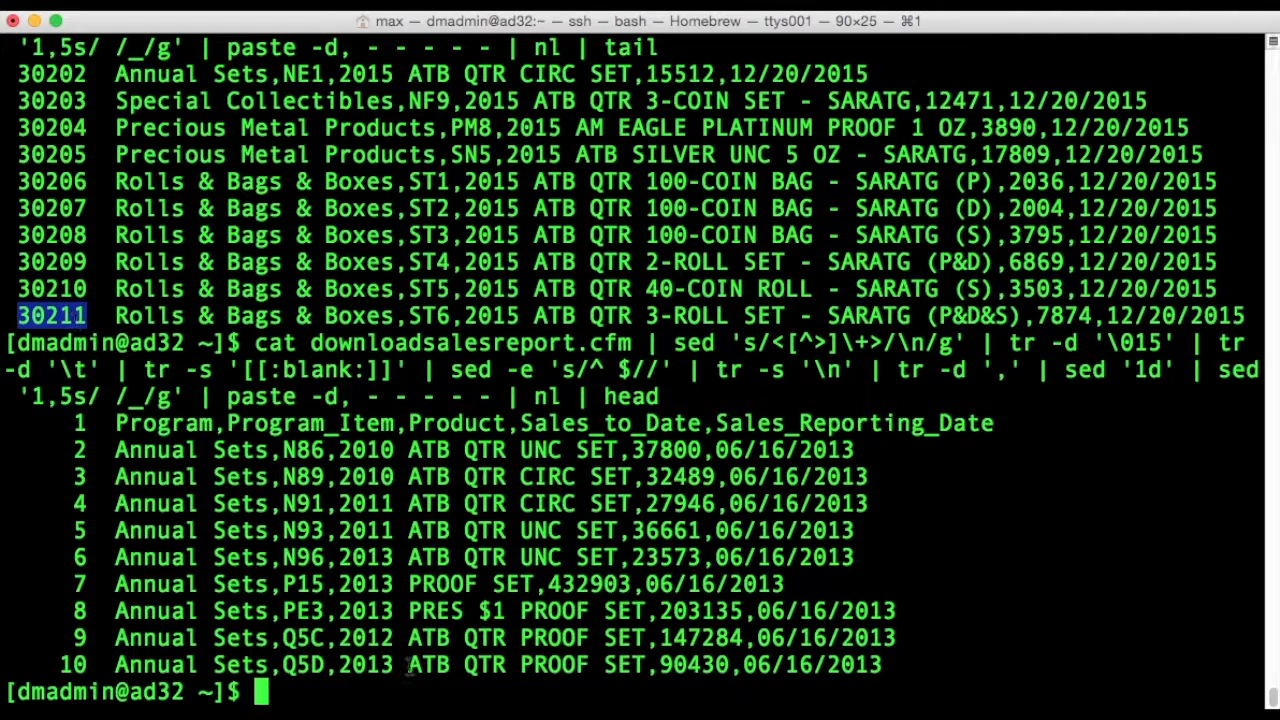 max — dmadmin@ad32:~ — ssh — bash — Homebrew — ttys001 — 90×25 — ⌘1
'1,5s/ /_/g' | paste -d, - - - - - | nl | tail
30202 Annual Sets,NE1,2015 ATB QTR CIRC SET,15512,12/20/2015
30203 Special Collectibles,NF9,2015 ATB QTR 3-COIN SET - SARATG,12471,12/20/2015
30204 Precious Metal Products,PM8,2015 AM EAGLE PLATINUM PROOF 1 OZ,3890,12/20/2015
30205 Precious Metal Products,SN5,2015 ATB SILVER UNC 5 OZ - SARATG,17809,12/20/2015
30206 Rolls & Bags & Boxes,ST1,2015 ATB QTR 100-COIN BAG - SARATG (P),2036,12/20/2015
30207 Rolls & Bags & Boxes,ST2,2015 ATB QTR 100-COIN BAG - SARATG (D),2004,12/20/2015
30208 Rolls & Bags & Boxes,ST3,2015 ATB QTR 100-COIN BAG - SARATG (S),3795,12/20/2015
30209 Rolls & Bags & Boxes,ST4,2015 ATB QTR 2-ROLL SET - SARATG (P&D),6869,12/20/2015
30210 Rolls & Bags & Boxes,ST5,2015 ATB QTR 40-COIN ROLL - SARATG (S),3503,12/20/2015
30211 Rolls & Bags & Boxes,ST6,2015 ATB QTR 3-ROLL SET - SARATG (P&D&S),7874,12/20/2015
[dmadmin@ad32 ~]$ cat downloadsalesreport.cfm | sed 's/<[^>]\+>/\n/g' | tr -d '\015' | tr
-d '\t' | tr -s '[[:blank:]]' | sed -e 's/^ $//' | tr -s '\n' | tr -d ',' | sed '1d' | sed
'1,5s/ /_/g' | paste -d, - - - - - | nl | head
1 Program,Program_Item,Product,Sales_to_Date,Sales_Reporting_Date
2 Annual Sets,N86,2010 ATB QTR UNC SET,37800,06/16/2013
3 Annual Sets,N89,2010 ATB QTR CIRC SET,32489,06/16/2013
4 Annual Sets,N91,2011 ATB QTR CIRC SET,27946,06/16/2013
5 Annual Sets,N93,2011 ATB QTR UNC SET,36661,06/16/2013
6 Annual Sets,N96,2013 ATB QTR UNC SET,23573,06/16/2013
7 Annual Sets,P15,2013 PROOF SET,432903,06/16/2013
8 Annual Sets,PE3,2013 PRES $1 PROOF SET,203135,06/16/2013
9 Annual Sets,Q5C,2012 ATB QTR PROOF SET,147284,06/16/2013
10 Annual Sets,Q5D,2013 ATB QTR PROOF SET,90430,06/16/2013
[dmadmin@ad32 ~]$